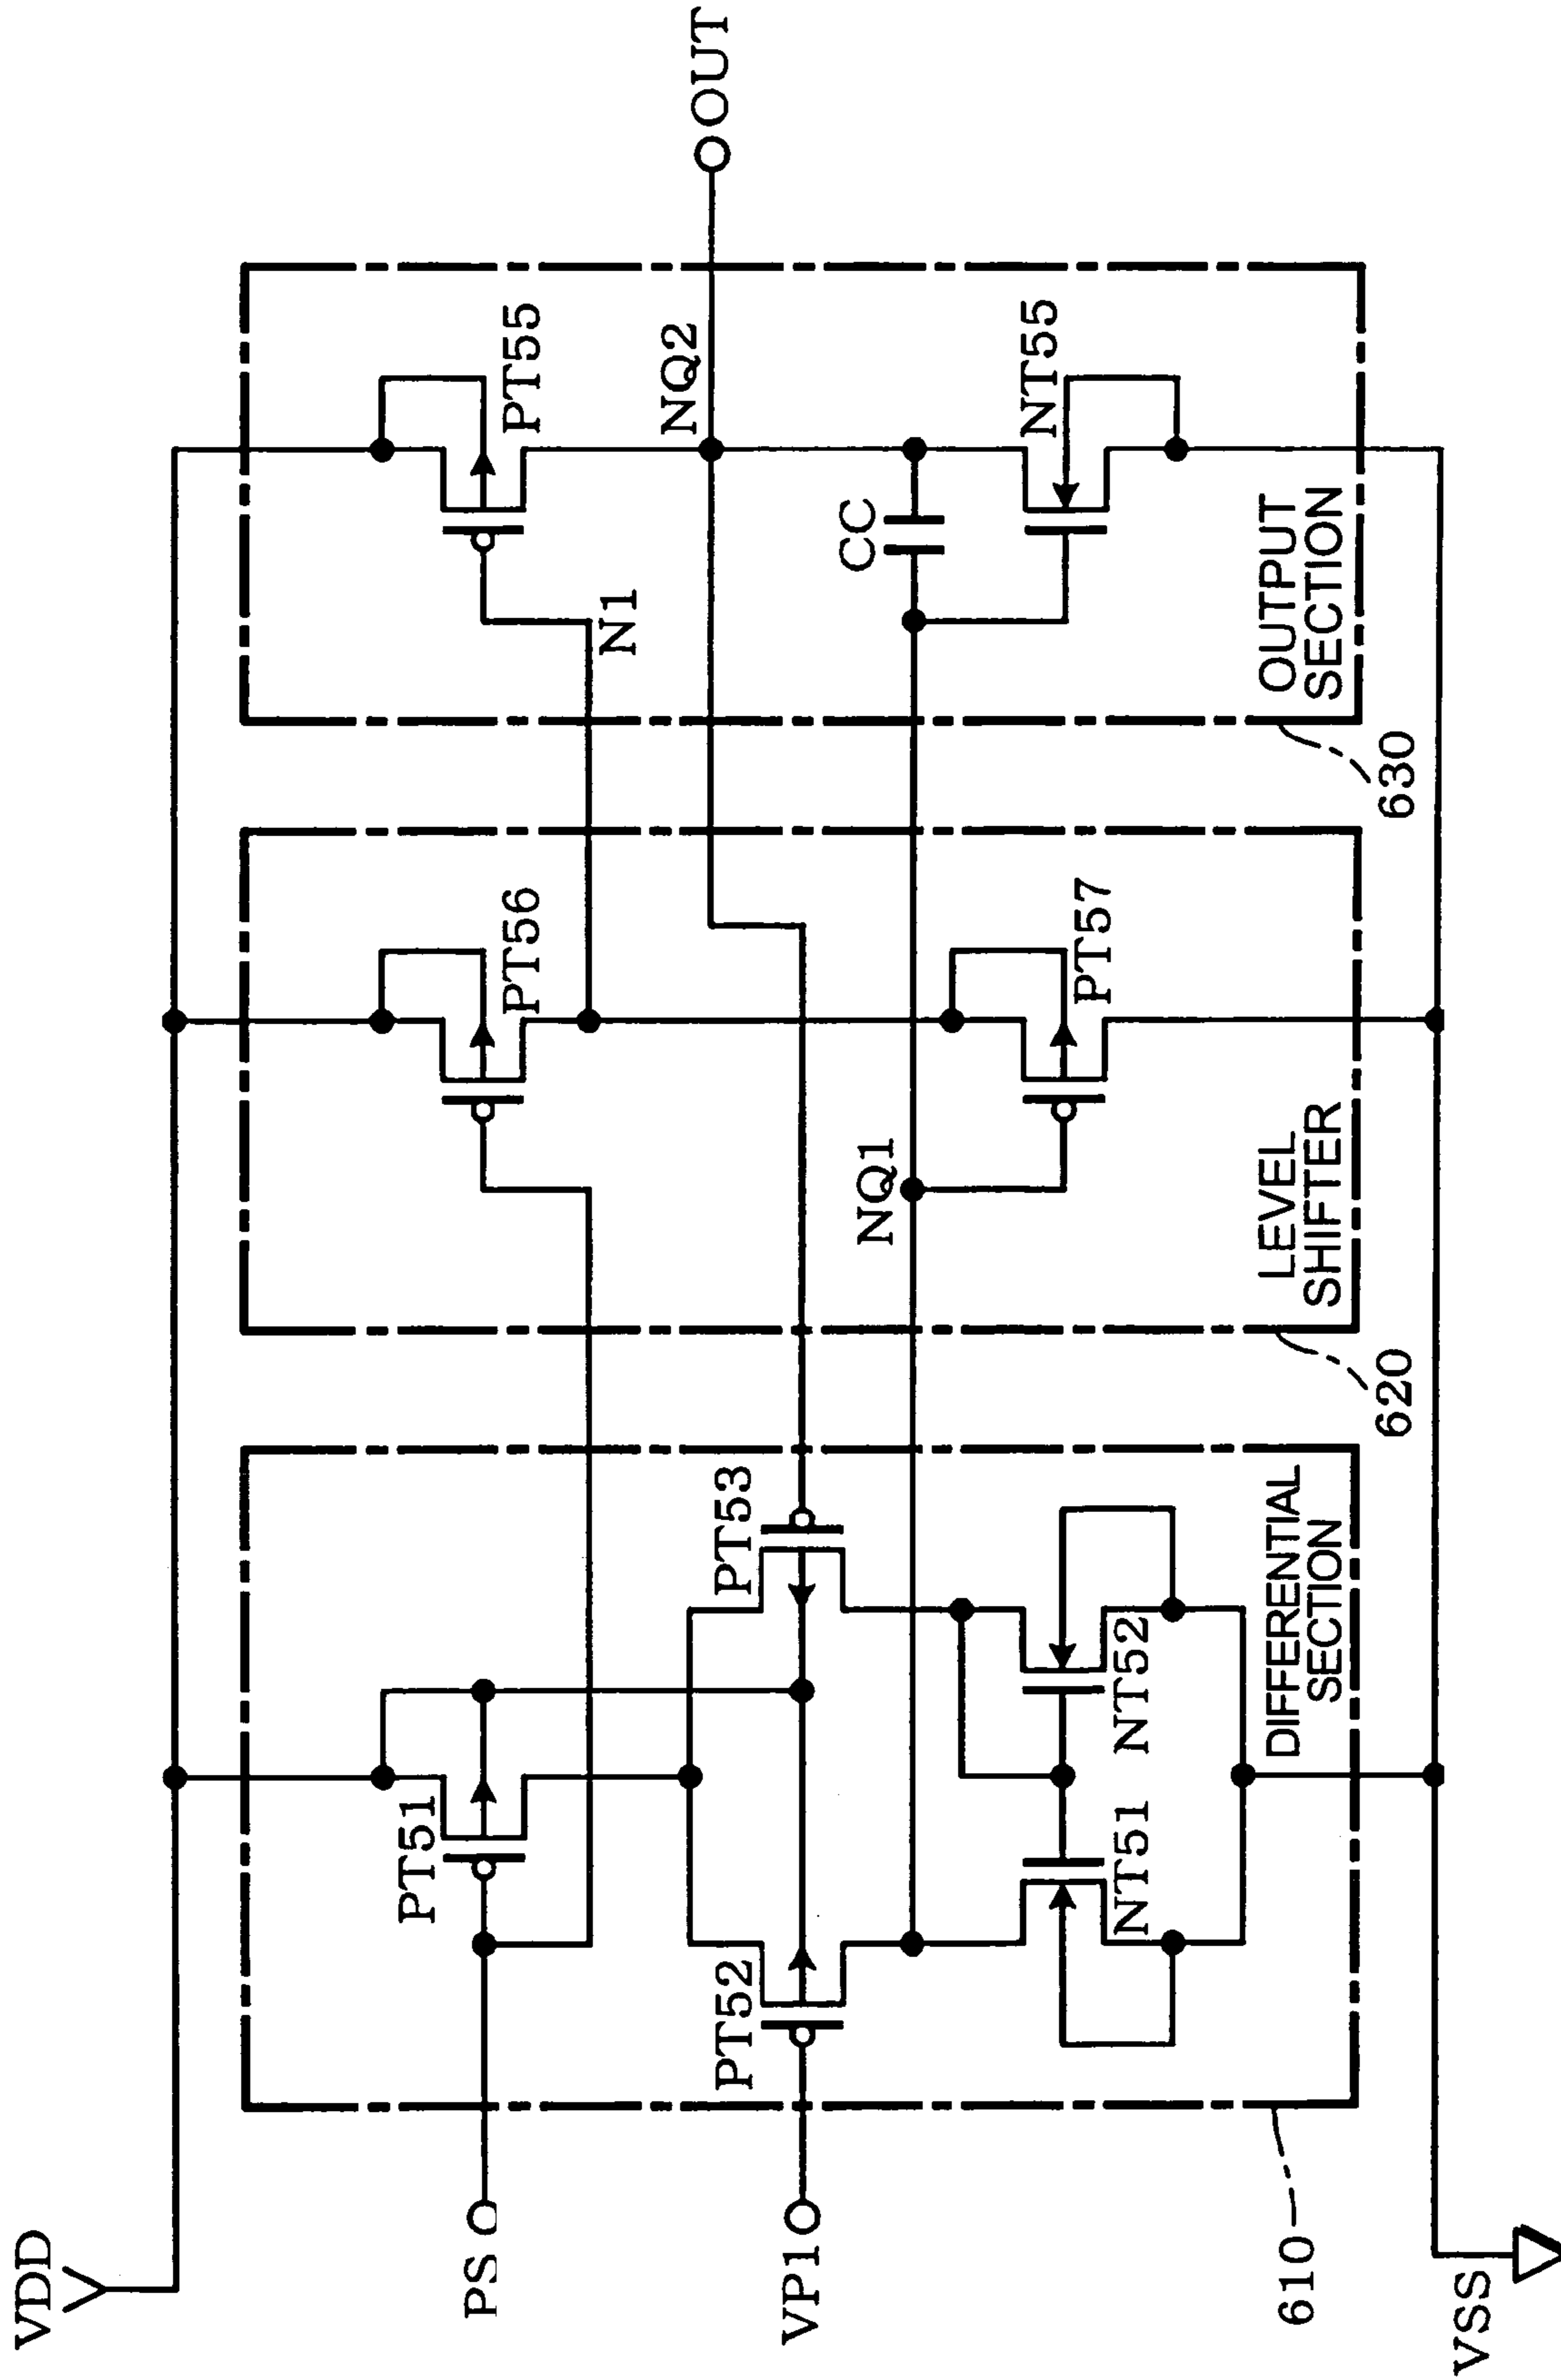 VDD
PS
VP1
VSS
PT51
PT52
PT53
NT51
NT52
DIFFERENTIAL
SECTION
610
PT56
NQ1
PT57
LEVEL
SHIFTER
620
N1
PT55
NQ2
CC
NT55
OUTPUT
SECTION
630
OUT